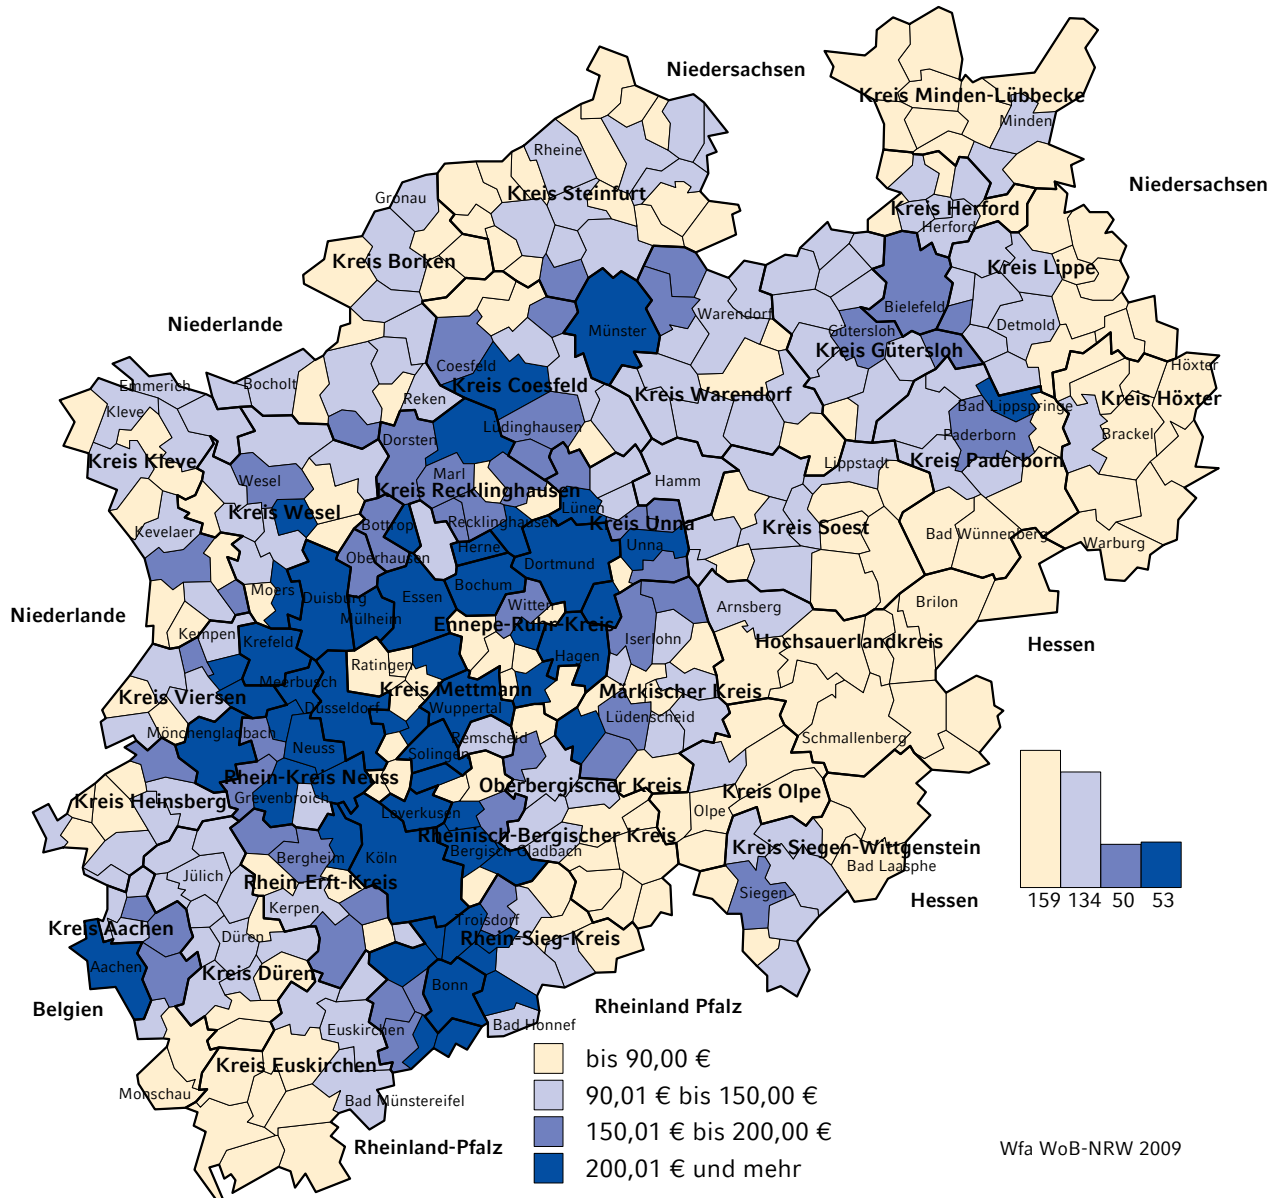 Niedersachsen
Kreis Minden-Lübbecke
Minden
Rheine
Niedersachsen
Kreis Steinfurt
Gronau
Kreis Herford
Herford
Kreis Borken
Kreis Lippe
Bielefeld
Warendorf
Niederlande
Münster
Gütersloh
Detmold
Kreis Gütersloh
Coesfeld
Höxter
Emmerich
Bocholt
Kreis Coesfeld
Kreis Warendorf
Reken
Kreis Höxter
Bad Lippspringe
Kleve
Lüdinghausen
Dorsten
Paderborn
Brackel
Kreis Kleve
Kreis Paderborn
Lippstadt
Marl
Wesel
Hamm
Kreis Recklinghausen
Lünen
Kreis Wesel
Kreis Unna
Kreis Soest
Bottrop
Recklinghausen
Kevelaer
Bad Wünnenberg
Warburg
Herne
Unna
Oberhausen
Dortmund
Bochum
Moers
Duisburg
Essen
Witten
Arnsberg
Brilon
Niederlande
Mülheim
Ennepe-Ruhr-Kreis
Kempen
Krefeld
Iserlohn
Hochsauerlandkreis
Hessen
Hagen
Ratingen
Meerbusch
Kreis Mettmann
Märkischer Kreis
Kreis Viersen
Düsseldorf
Wuppertal
Lüdenscheid
Mönchengladbach
Remscheid
Schmallenberg
Neuss
Solingen
Rhein-Kreis Neuss
Oberbergischer Kreis
Kreis Olpe
Kreis Heinsberg
Grevenbroich
Leverkusen
Olpe
Rheinisch-Bergischer Kreis
Kreis Siegen-Wittgenstein
Bergisch Gladbach
Bergheim
Köln
Bad Laasphe
Jülich
Rhein-Erft-Kreis
Siegen
Hessen
159 134 50 53
Kerpen
Troisdorf
Kreis Aachen
Düren
Rhein-Sieg-Kreis
Aachen
Kreis Düren
Bonn
Belgien
Rheinland Pfalz
Euskirchen
Bad Honnef
Kreis Euskirchen
Monschau
Bad Münstereifel
Rheinland-Pfalz
bis 90,00 €
90,01 € bis 150,00 €
150,01 € bis 200,00 €
200,01 € und mehr
Wfa WoB-NRW 2009